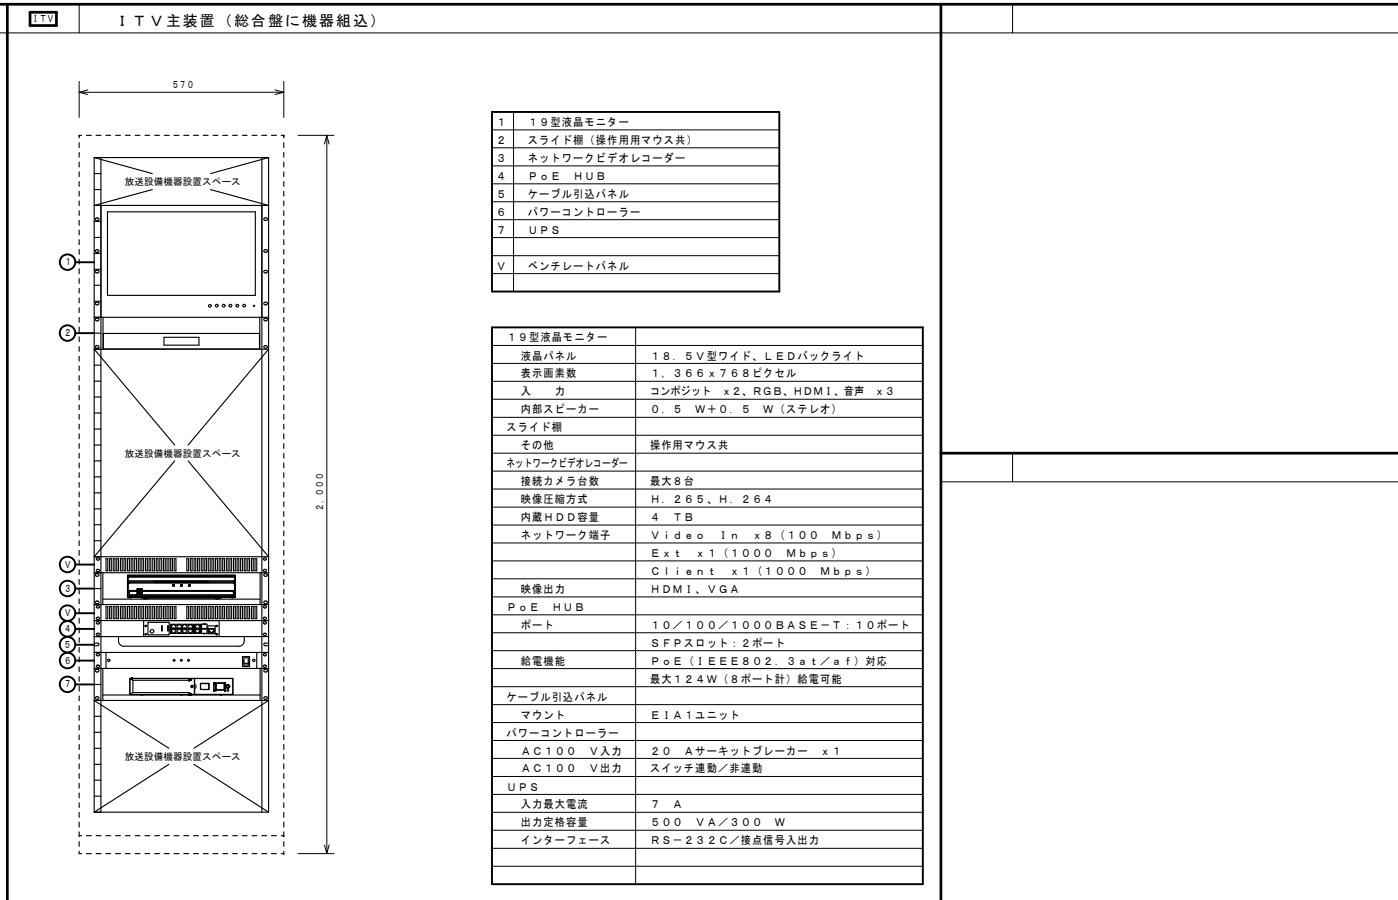 ITV ＩＴＶ主装置（総合盤に機器組込）
５７０
２，０００
放送設備機器設置スペース
1
2
放送設備機器設置スペース
V
3
V
4
5
6
7
放送設備機器設置スペース
１ １９型液晶モニター
２ スライド棚（操作用用マウス共）
３ ネットワークビデオレコーダー
４ ＰｏＥ　ＨＵＢ
５ ケーブル引込パネル
６ パワーコントローラー
７ ＵＰＳ
Ｖ ベンチレートパネル
１９型液晶モニター
液晶パネル １８．５Ｖ型ワイド、ＬＥＤバックライト
表示画素数 １，３６６ｘ７６８ピクセル
入　力 コンポジット　ｘ２、ＲＧＢ、ＨＤＭＩ、音声　ｘ３
内部スピーカー ０．５　Ｗ＋０．５　Ｗ（ステレオ）
スライド棚
その他 操作用マウス共
ネットワークビデオレコーダー
接続カメラ台数 最大８台
映像圧縮方式 Ｈ．２６５、Ｈ．２６４
内蔵ＨＤＤ容量 ４　ＴＢ
ネットワーク端子 Ｖｉｄｅｏ　Ｉｎ　ｘ８（１００　Ｍｂｐｓ）
Ｅｘｔ　ｘ１（１０００　Ｍｂｐｓ）
Ｃｌｉｅｎｔ　ｘ１（１０００　Ｍｂｐｓ）
映像出力 ＨＤＭＩ、ＶＧＡ
ＰｏＥ　ＨＵＢ
ポート １０／１００／１０００ＢＡＳＥ－Ｔ：１０ポート
ＳＦＰスロット：２ポート
給電機能 ＰｏＥ（ＩＥＥＥ８０２．３ａｔ／ａｆ）対応
最大１２４Ｗ（８ポート計）給電可能
ケーブル引込パネル
マウント ＥＩＡ１ユニット
パワーコントローラー
ＡＣ１００　Ｖ入力 ２０　Ａサーキットブレーカー　ｘ１
ＡＣ１００　Ｖ出力 スイッチ連動／非連動
ＵＰＳ
入力最大電流 ７　Ａ
出力定格容量 ５００　ＶＡ／３００　Ｗ
インターフェース ＲＳ－２３２Ｃ／接点信号入出力